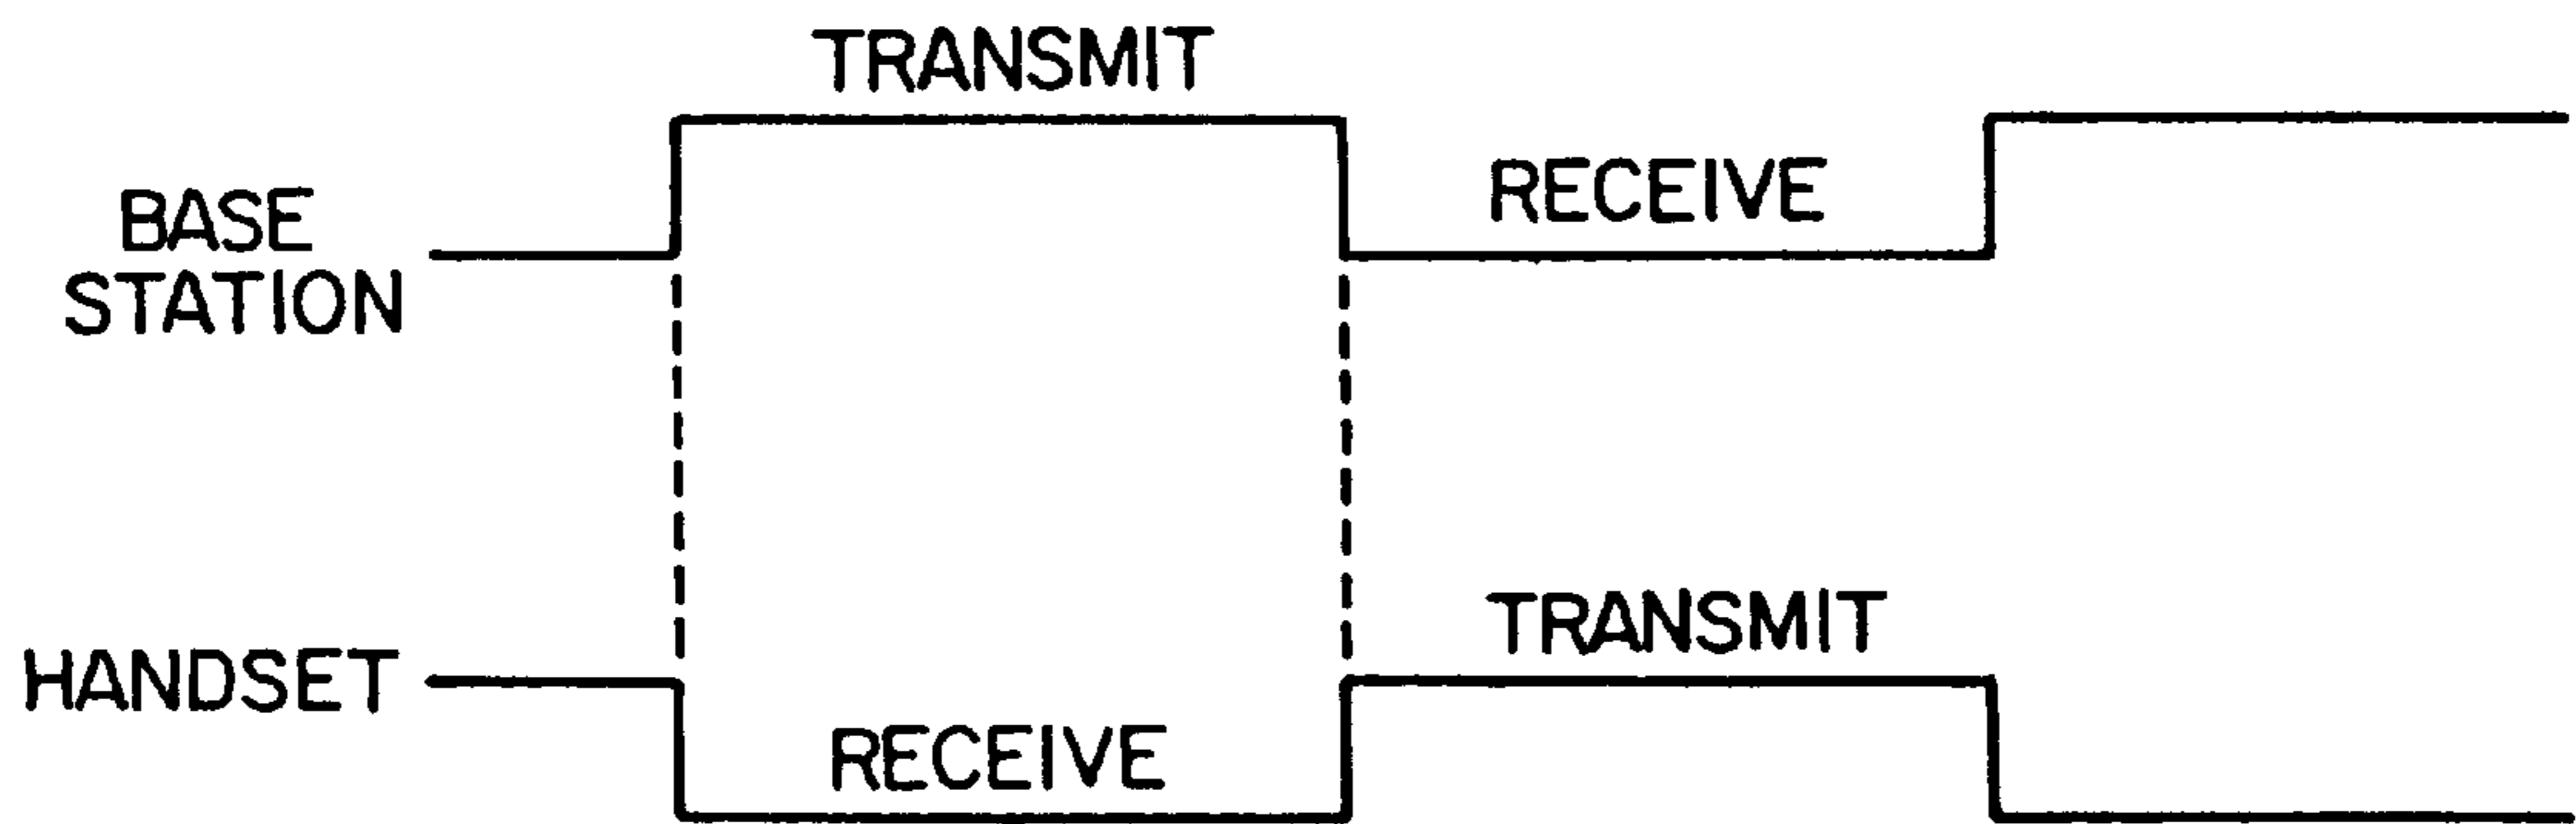 TRANSMIT
RECEIVE
BASE
STATION
TRANSMIT
HANDSET
RECEIVE